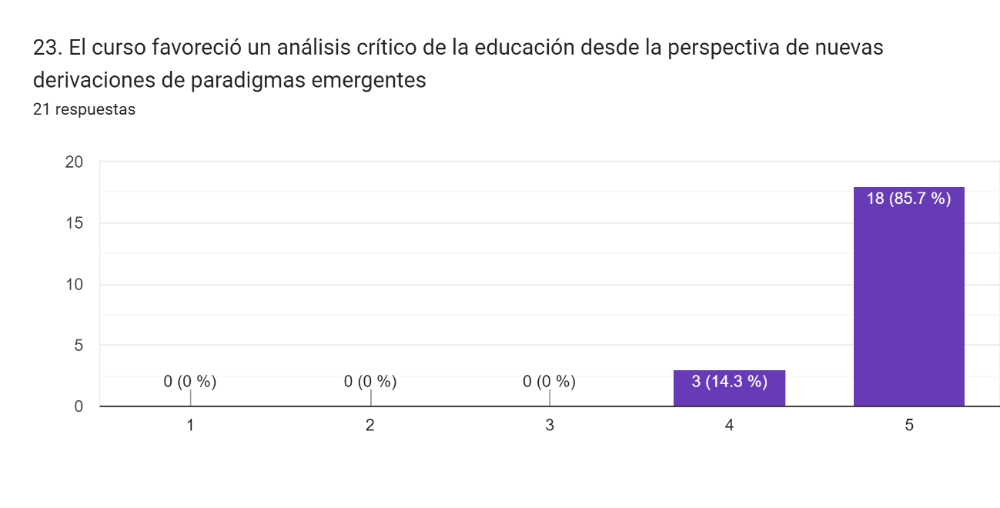 23. El curso favoreció un análisis crítico de la educación desde la perspectiva de nuevas
derivaciones de paradigmas emergentes
21 respuestas
20
15
10
5
0
0 (0 %)
0 (0 %)
0 (0 %)
3 (14.3 %)
18 (85.7 %)
1
2
3
4
5